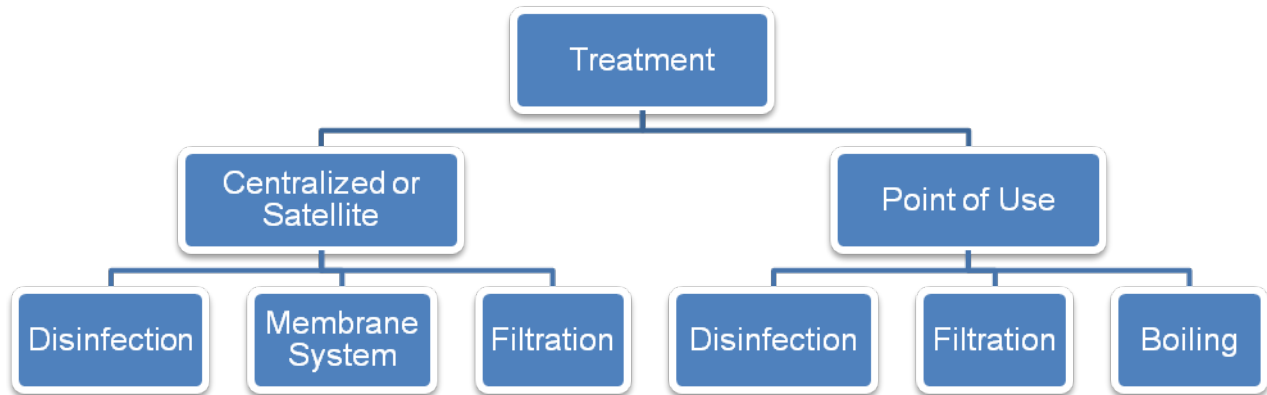 Treatment
Centralized or
Satellite
Point of Use
Disinfection
Membrane
System
Filtration
Disinfection
Filtration
Boiling